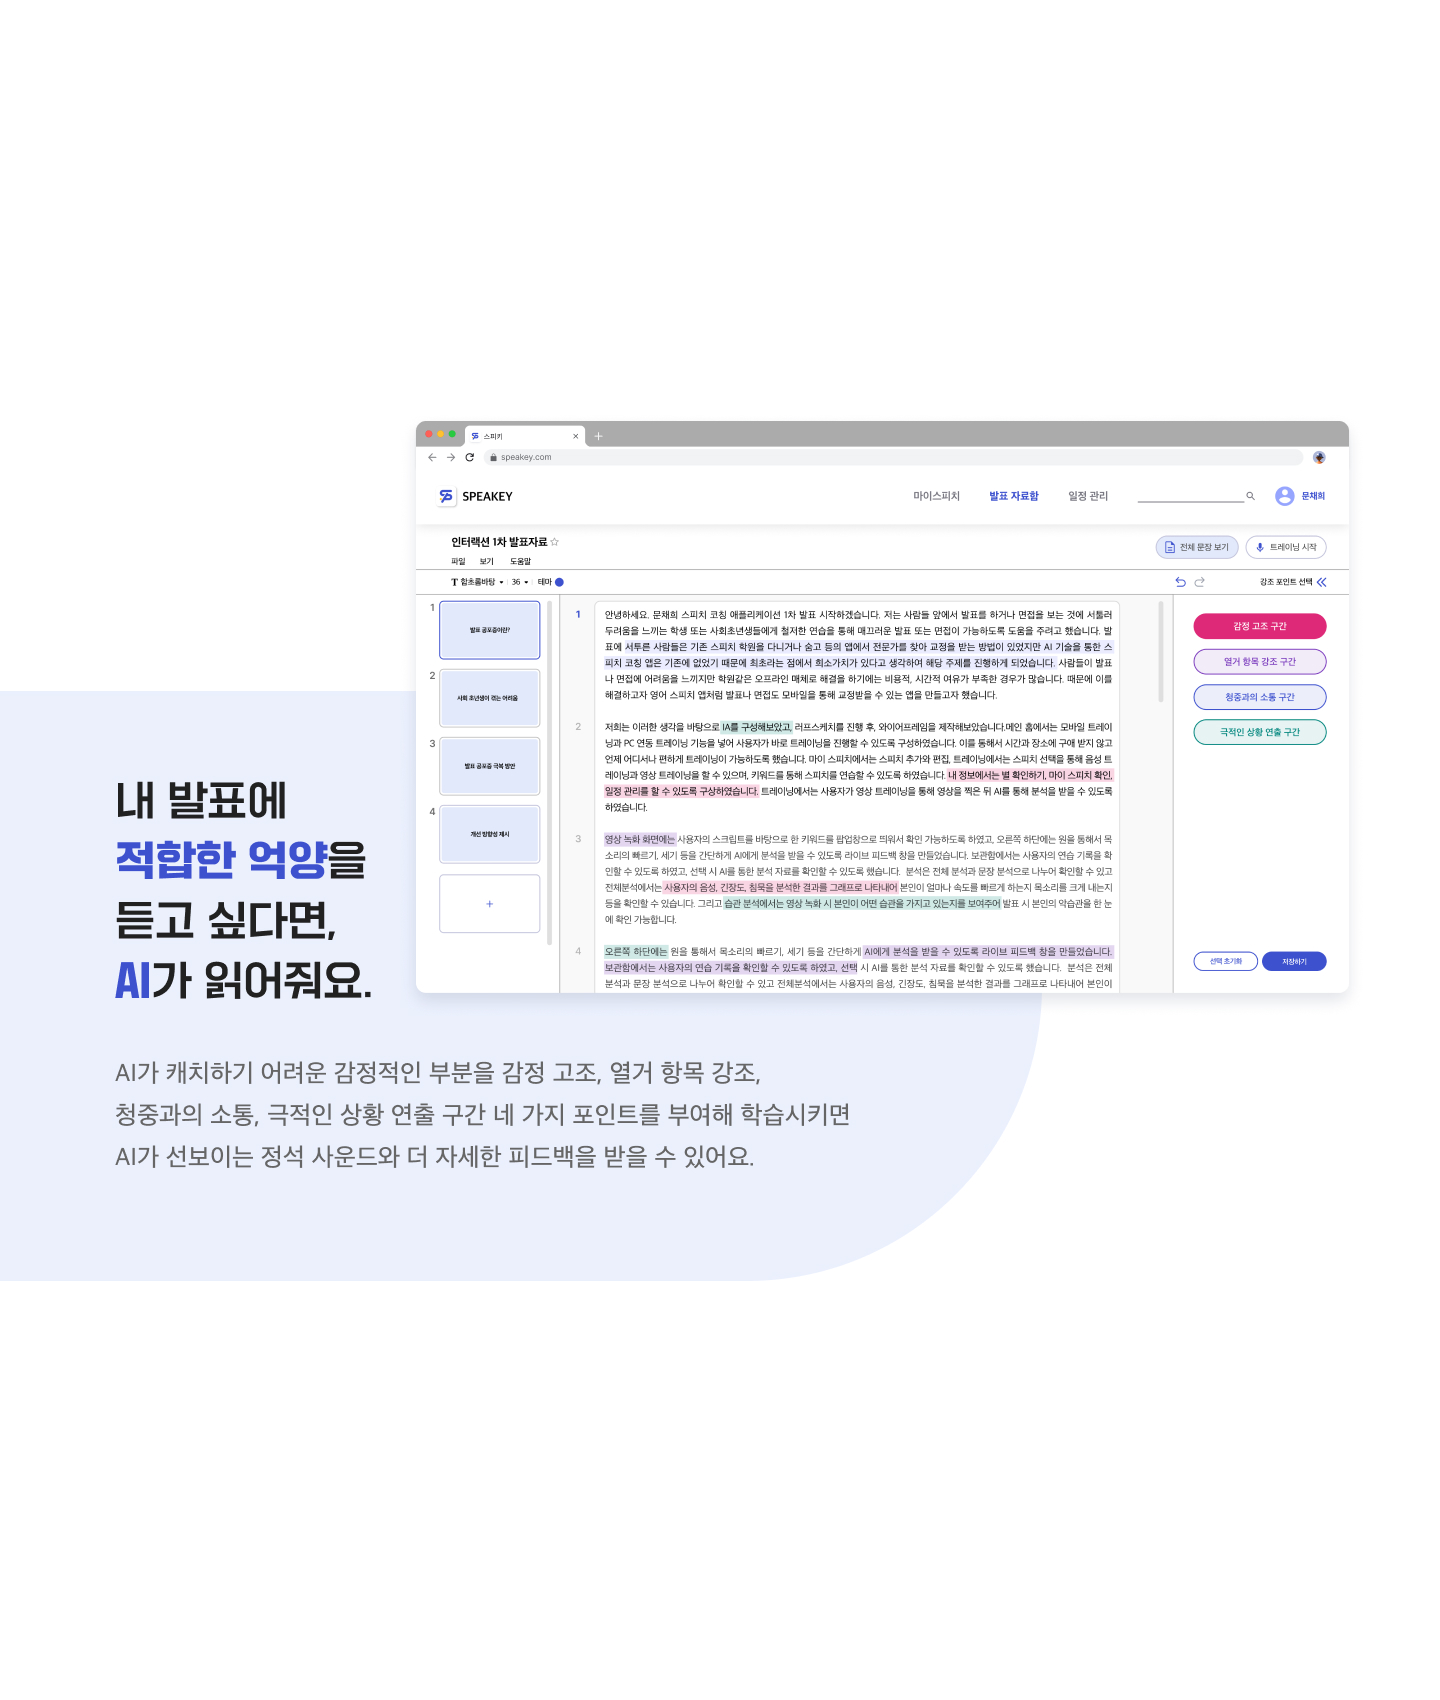 스피키
speakey.com
SPEAKEY
마이스피치
발표 자료함
일정 관리
문채희
인터랙션 1차 발표자료
파일 보기 도움말
전체 문장 보기
트레이닝 시작
T 함초롬바탕 36 테마
강조 포인트 선택
1
발표 공포증이란?
2
사회 초년생이 겪는 어려움
3
발표 공포증 극복 방안
4
개선 방향성 제시
+
1
안녕하세요. 문채희 스피치 코칭 애플리케이션 1차 발표 시작하겠습니다. 저는 사람들 앞에서 발표를 하거나 면접을 보는 것에 서툴러
두려움을 느끼는 학생 또는 사회초년생들에게 철저한 연습을 통해 매끄러운 발표 또는 면접이 가능하도록 도움을 주려고 했습니다. 발
표에 서투른 사람들은 기존 스피치 학원을 다니거나 숨고 등의 앱에서 전문가를 찾아 교정을 받는 방법이 있었지만 AI 기술을 통한 스
피치 코칭 앱은 기존에 없었기 때문에 최초라는 점에서 희소가치가 있다고 생각하여 해당 주제를 진행하게 되었습니다. 사람들이 발표
나 면접에 어려움을 느끼지만 학원같은 오프라인 매체로 해결을 하기에는 비용적, 시간적 여유가 부족한 경우가 많습니다. 때문에 이를
해결하고자 영어 스피치 앱처럼 발표나 면접도 모바일을 통해 교정받을 수 있는 앱을 만들고자 했습니다.
2
저희는 이러한 생각을 바탕으로 IA를 구성해보았고, 러프스케치를 진행 후, 와이어프레임을 제작해보았습니다.메인 홈에서는 모바일 트레이
닝과 PC 연동 트레이닝 기능을 넣어 사용자가 바로 트레이닝을 진행할 수 있도록 구성하였습니다. 이를 통해서 시간과 장소에 구애 받지 않고
언제 어디서나 편하게 트레이닝이 가능하도록 했습니다. 마이 스피치에서는 스피치 추가와 편집, 트레이닝에서는 스피치 선택을 통해 음성 트
레이닝과 영상 트레이닝을 할 수 있으며, 키워드를 통해 스피치를 연습할 수 있도록 하였습니다. 내 정보에서는 별 확인하기, 마이 스피치 확인,
일정 관리를 할 수 있도록 구상하였습니다. 트레이닝에서는 사용자가 영상 트레이닝을 통해 영상을 찍은 뒤 AI를 통해 분석을 받을 수 있도록
하였습니다.
3
영상 녹화 화면에는 사용자의 스크립트를 바탕으로 한 키워드를 팝업창으로 띄워서 확인 가능하도록 하였고, 오른쪽 하단에는 원을 통해서 목
소리의 빠르기, 세기 등을 간단하게 AI에게 분석을 받을 수 있도록 라이브 피드백 창을 만들었습니다. 보관함에서는 사용자의 연습 기록을 확
인할 수 있도록 하였고, 선택 시 AI를 통한 분석 자료를 확인할 수 있도록 했습니다. 분석은 전체 분석과 문장 분석으로 나누어 확인할 수 있고
전체분석에서는 사용자의 음성, 긴장도, 침묵을 분석한 결과를 그래프로 나타내어 본인이 얼마나 속도를 빠르게 하는지 목소리를 크게 내는지
등을 확인할 수 있습니다. 그리고 습관 분석에서는 영상 녹화 시 본인이 어떤 습관을 가지고 있는지를 보여주어 발표 시 본인의 악습관을 한 눈
에 확인 가능합니다.
4
오른쪽 하단에는 원을 통해서 목소리의 빠르기, 세기 등을 간단하게 AI에게 분석을 받을 수 있도록 라이브 피드백 창을 만들었습니다.
보관함에서는 사용자의 연습 기록을 확인할 수 있도록 하였고, 선택 시 AI를 통한 분석 자료를 확인할 수 있도록 했습니다. 분석은 전체
분석과 문장 분석으로 나누어 확인할 수 있고 전체분석에서는 사용자의 음성, 긴장도, 침묵을 분석한 결과를 그래프로 나타내어 본인이
감정 고조 구간
열거 항목 강조 구간
청중과의 소통 구간
극적인 상황 연출 구간
선택 초기화
저장하기
내 발표에
적합한 억양을
듣고 싶다면,
AI가 읽어줘요.
AI가 캐치하기 어려운 감정적인 부분을 감정 고조, 열거 항목 강조,
청중과의 소통, 극적인 상황 연출 구간 네 가지 포인트를 부여해 학습시키면
AI가 선보이는 정석 사운드와 더 자세한 피드백을 받을 수 있어요.